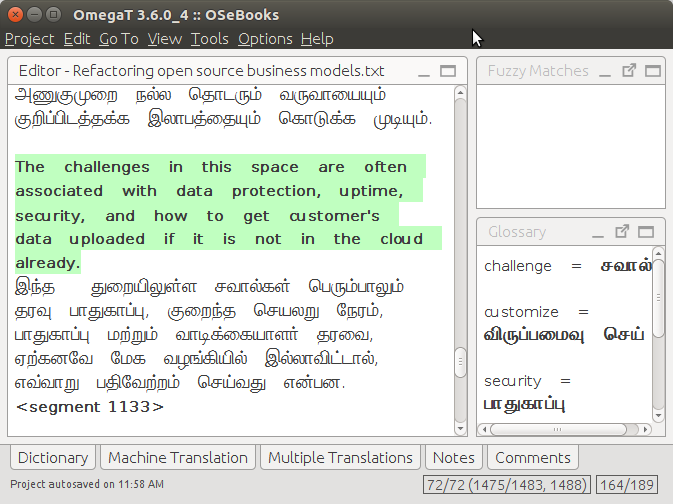 OmegaT 3.6.0_4 :: OSeBooks
Project Edit Go To View Tools Options Help
Editor - Refactoring open source business models.txt
அணுகுமுறை நல்ல தொடரும் வருவாயையும்
குறிப்பிடத்தக்க இலாபத்தையும் கொடுக்க முடியும்.
The challenges in this space are often
associated with data protection, uptime,
security, and how to get customer's
data uploaded if it is not in the cloud
already.
இந்த துறையிலுள்ள சவால்கள் பெரும்பாலும்
தரவு பாதுகாப்பு, குறைந்த செயலறு நேரம்,
பாதுகாப்பு மற்றும் வாடிக்கையாளர் தரவை,
ஏற்கனவே மேக வழங்கியில் இல்லாவிட்டால்,
எவ்வாறு பதிவேற்றம் செய்வது என்பன.
<segment 1133>
Fuzzy Matches
Glossary
challenge = சவால்
customize =
விருப்பமைவு செய்
security =
பாதுகாப்பு
Dictionary Machine Translation Multiple Translations Notes Comments
Project autosaved on 11:58 AM
72/72 (1475/1483, 1488) 164/189